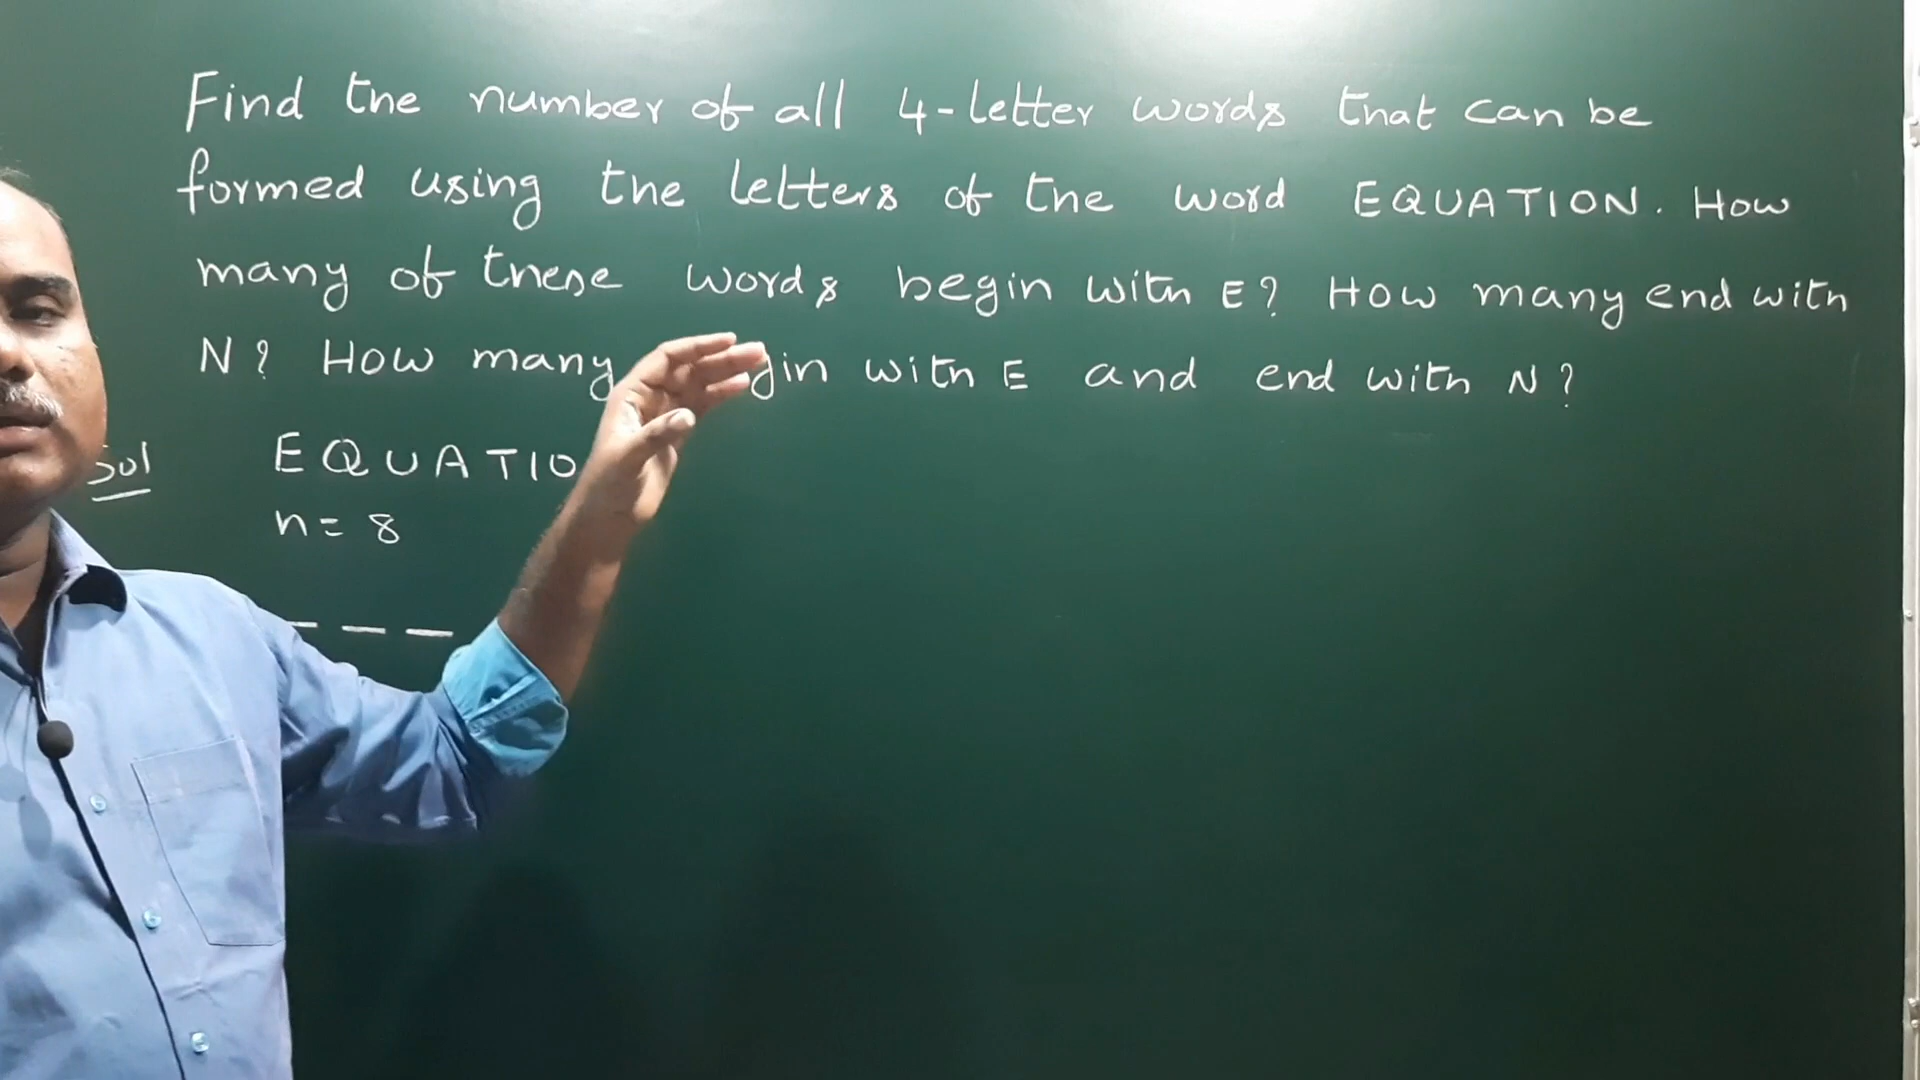 Find the number of all 4-letter words that can be
formed using the letters of the word EQUATION. How
many of these words begin with E? How many end with
N? How many gin with E and end with N?
Sol EQUATIO
n = 8